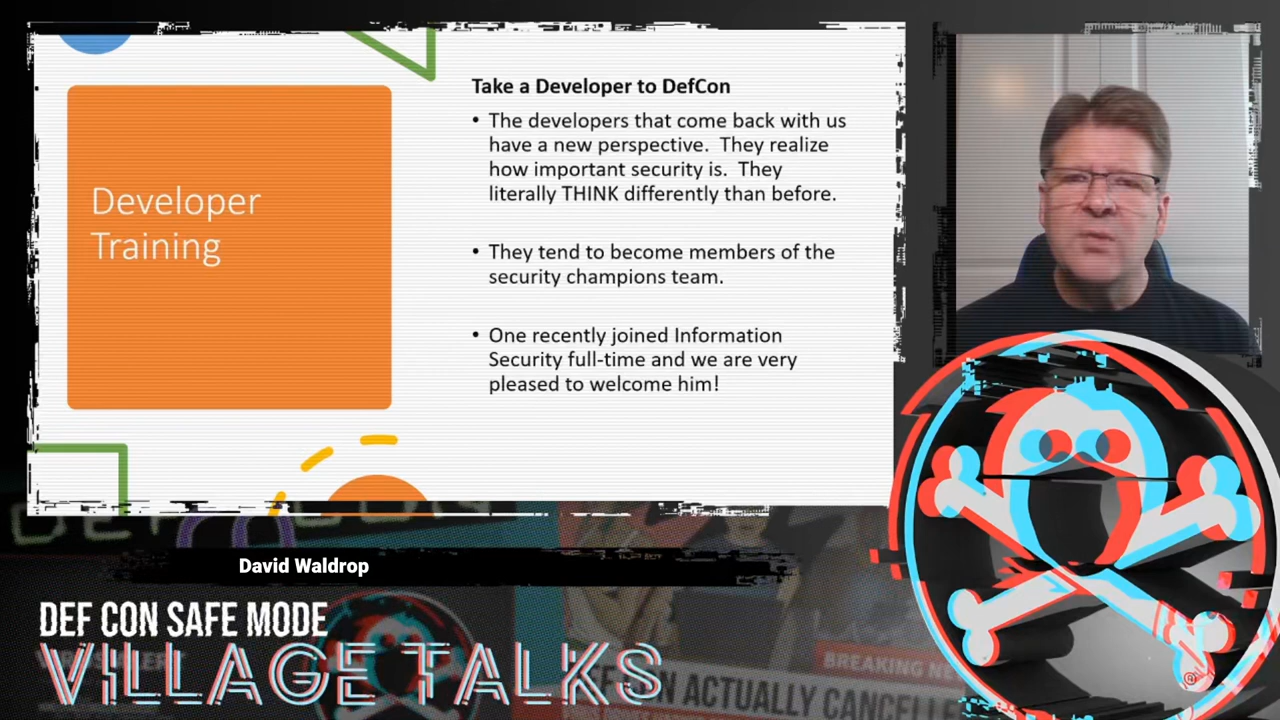 Developer
Training
Take a Developer to DefCon
• The developers that come back with us
have a new perspective. They realize
how important security is. They
literally THINK differently than before.
• They tend to become members of the
security champions team.
• One recently joined Information
Security full-time and we are very
pleased to welcome him!
David Waldrop
DEF CON SAFE MODE
VILLAGE TALKS
BREAKING NE
ACTUALLY CANCELLE